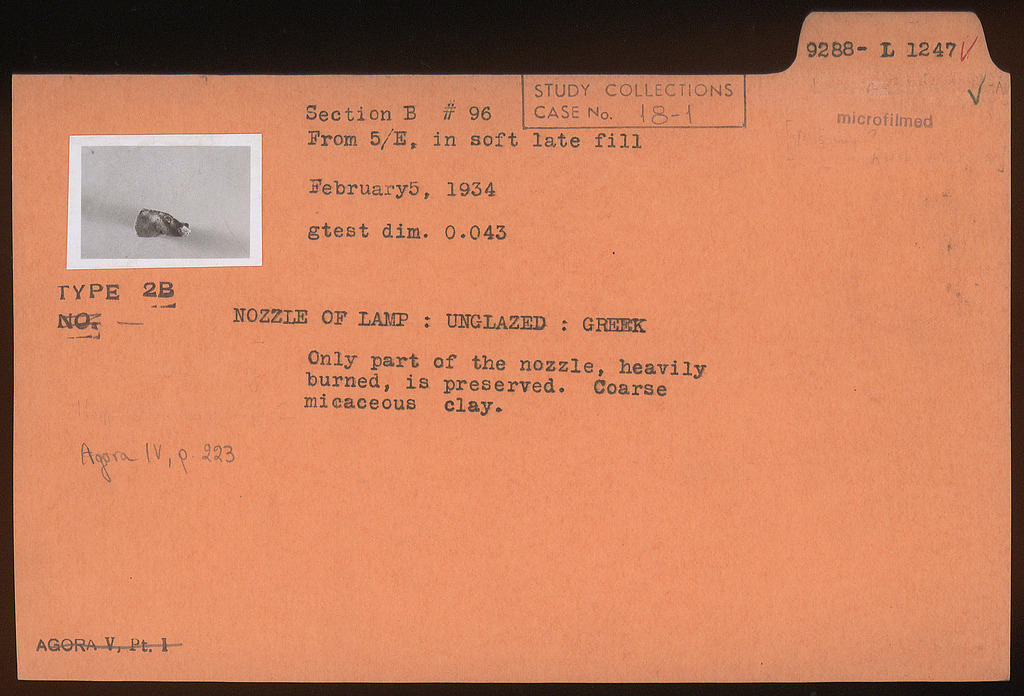 9288- L 1247
microfilmed
STUDY COLLECTIONS
CASE No. 18-1
Section B # 96
From 5/E, in soft late fill
February5, 1934
gtest dim. 0.043
TYPE 2B
NO. —
NOZZLE OF LAMP : UNGLAZED : GREEK
Only part of the nozzle, heavily
burned, is preserved. Coarse
micaceous clay.
Agora IV, p. 223
AGORA V, Pt. 1